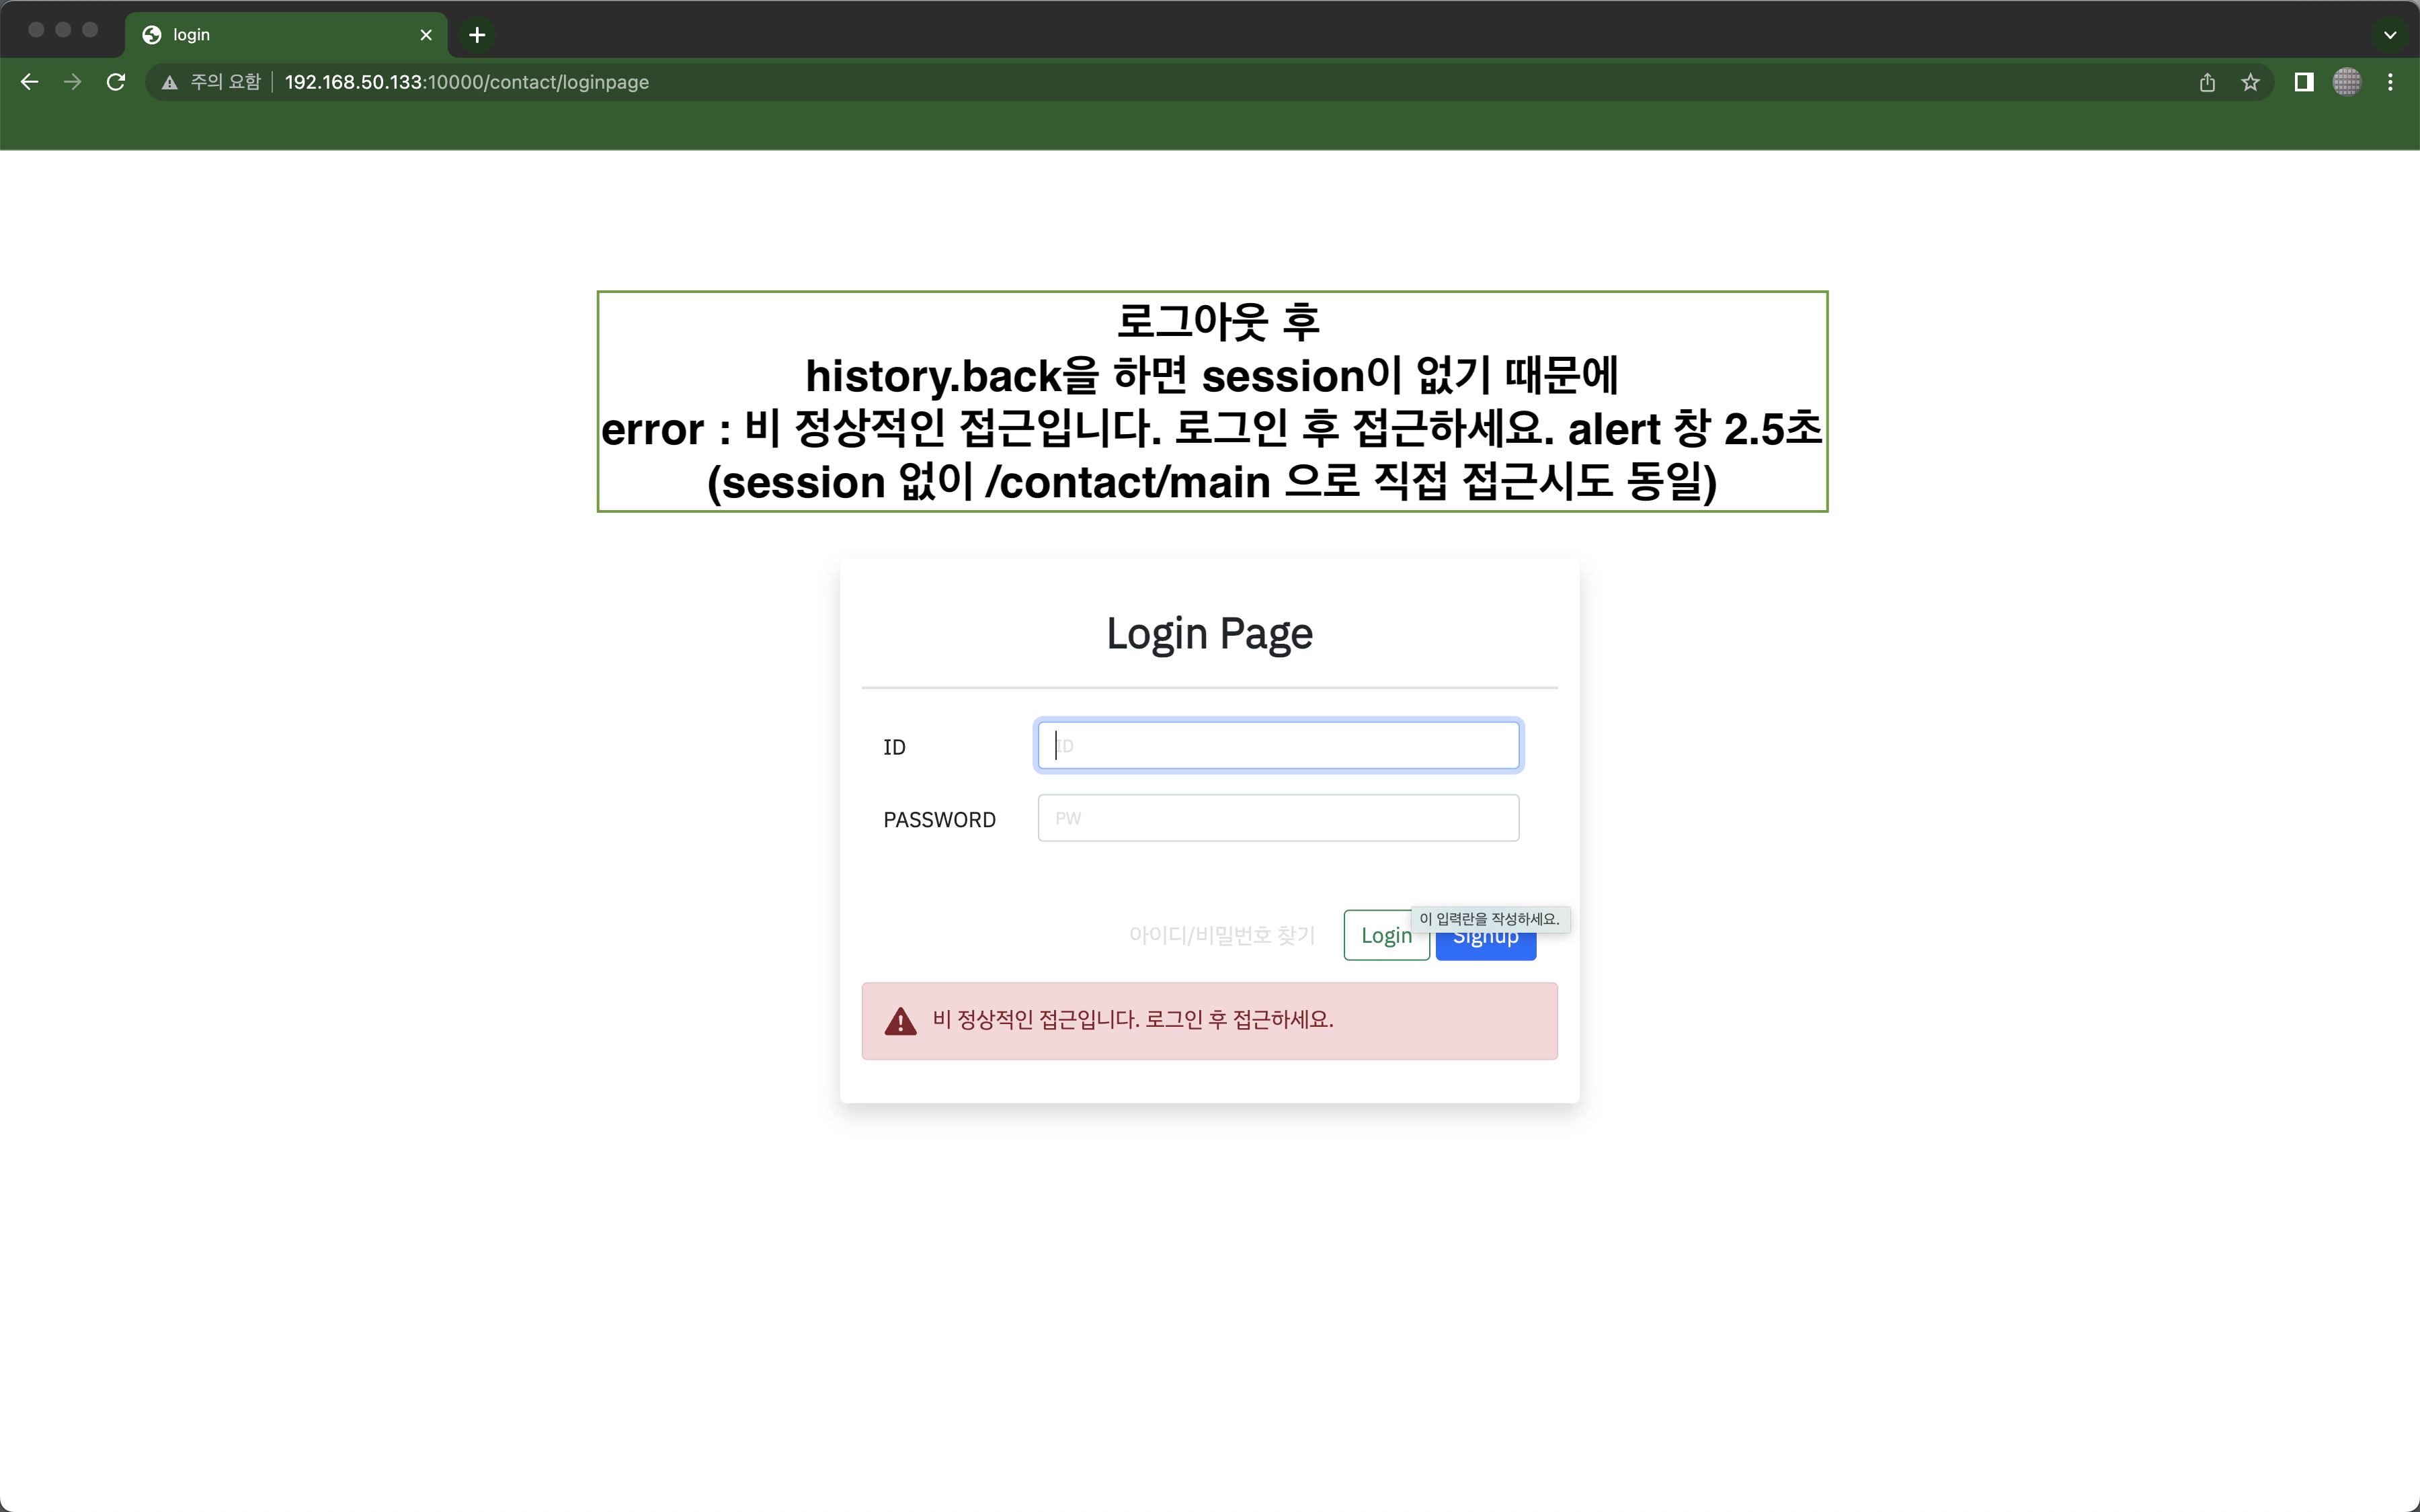 login
주의 요함
192.168.50.133:10000/contact/loginpage
로그아웃 후
history.back을 하면 session이 없기 때문에
error : 비 정상적인 접근입니다. 로그인 후 접근하세요. alert 창 2.5초
(session 없이 /contact/main 으로 직접 접근시도 동일)
Login Page
ID
ID
PASSWORD
PW
이 입력란을 작성하세요.
아이디/비밀번호 찾기
Login
Signup
비 정상적인 접근입니다. 로그인 후 접근하세요.